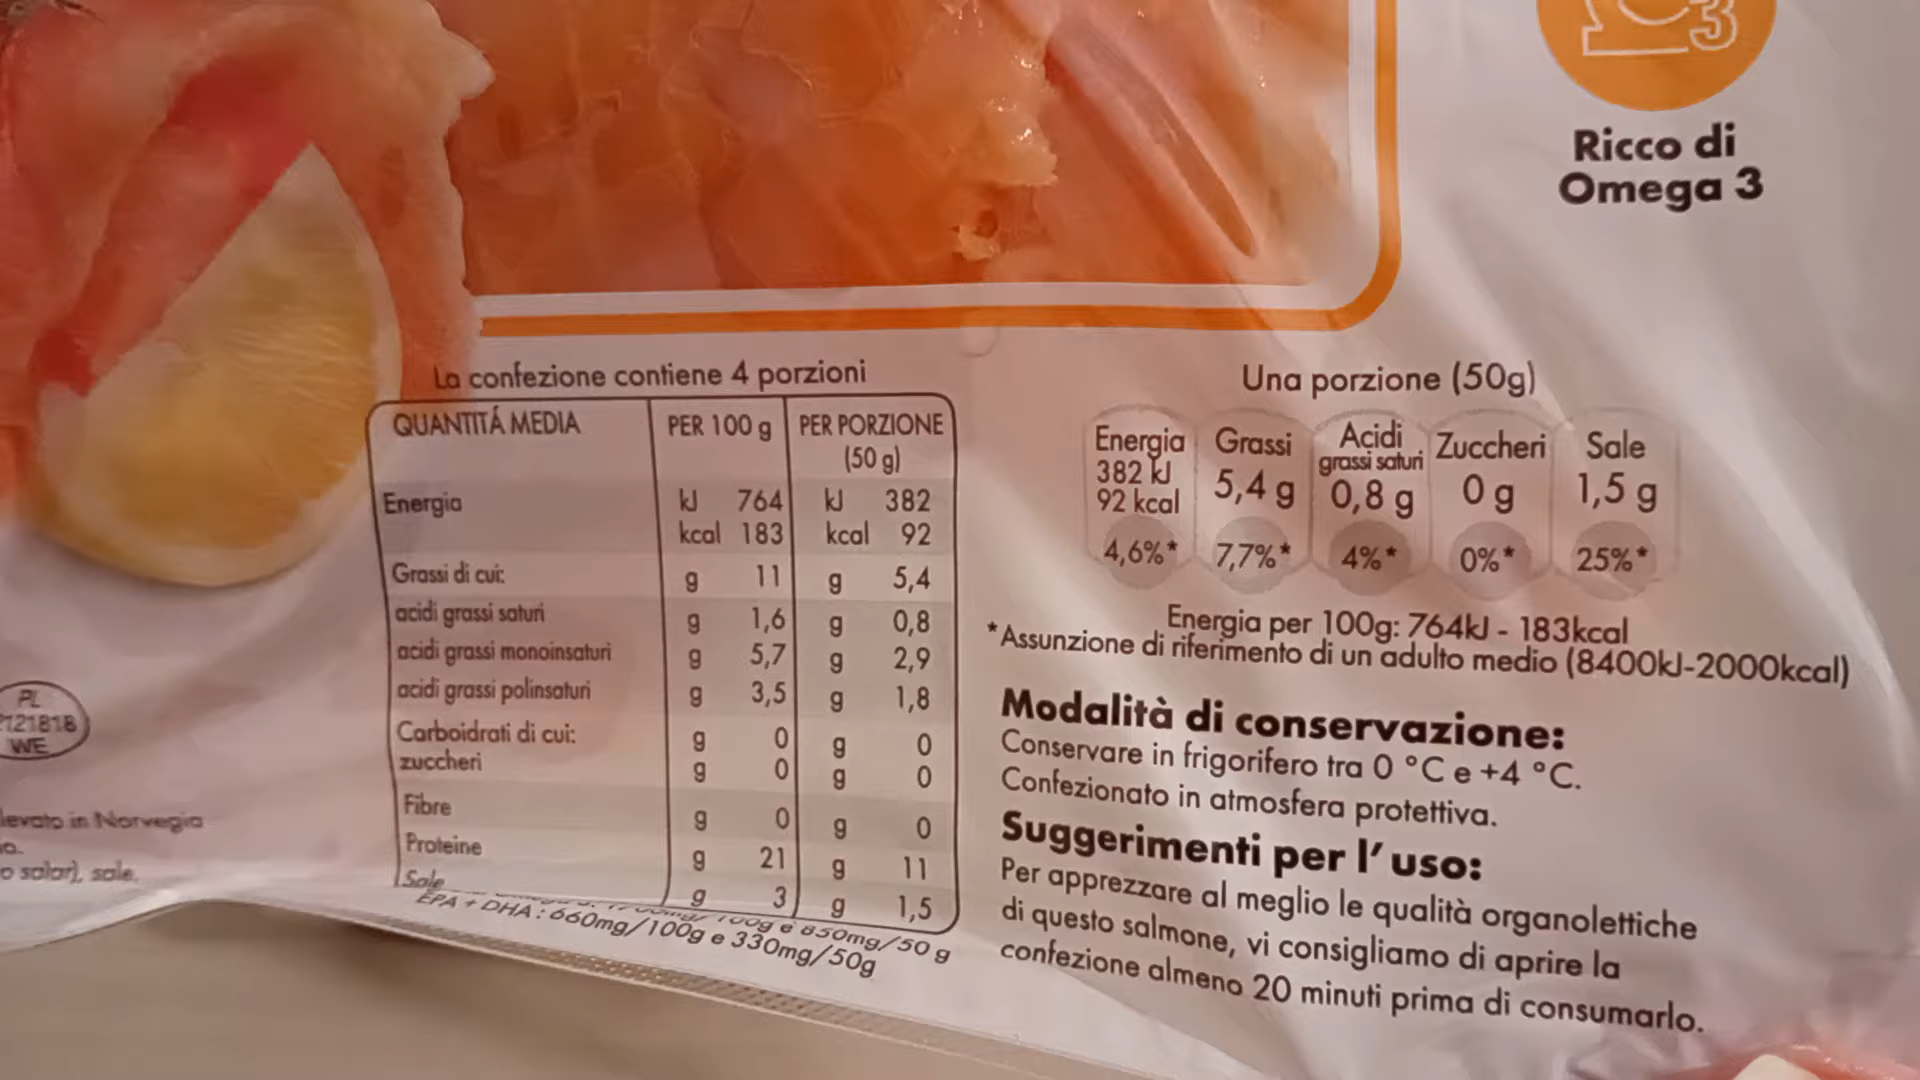 3
Ricco di
Omega 3
La confezione contiene 4 porzioni
QUANTITÁ MEDIA PER 100 g PER PORZIONE
(50 g)
Energia kJ 764 kJ 382
kcal 183 kcal 92
Grassi di cui: g 11 g 5,4
acidi grassi saturi g 1,6 g 0,8
acidi grassi monoinsaturi g 5,7 g 2,9
acidi grassi polinsaturi g 3,5 g 1,8
Carboidrati di cui: g 0 g 0
zuccheri g 0 g 0
Fibre g 0 g 0
Proteine g 21 g 11
Sale g 3 g 1,5
100g e 850mg/50 g
EPA + DHA : 660mg/100g e 330mg/50g
Una porzione (50g)
Energia Grassi Acidi grassi saturi Zuccheri Sale
382 kJ
92 kcal 5,4 g 0,8 g 0 g 1,5 g
4,6%* 7,7%* 4%* 0%* 25%*
Energia per 100g: 764kJ - 183kcal
*Assunzione di riferimento di un adulto medio (8400kJ-2000kcal)
Modalità di conservazione:
Conservare in frigorifero tra 0 °C e +4 °C.
Confezionato in atmosfera protettiva.
Suggerimenti per l'uso:
Per apprezzare al meglio le qualità organolettiche
di questo salmone, vi consigliamo di aprire la
confezione almeno 20 minuti prima di consumarlo.
PL
WE
levato in Norvegia
o salar), sale.